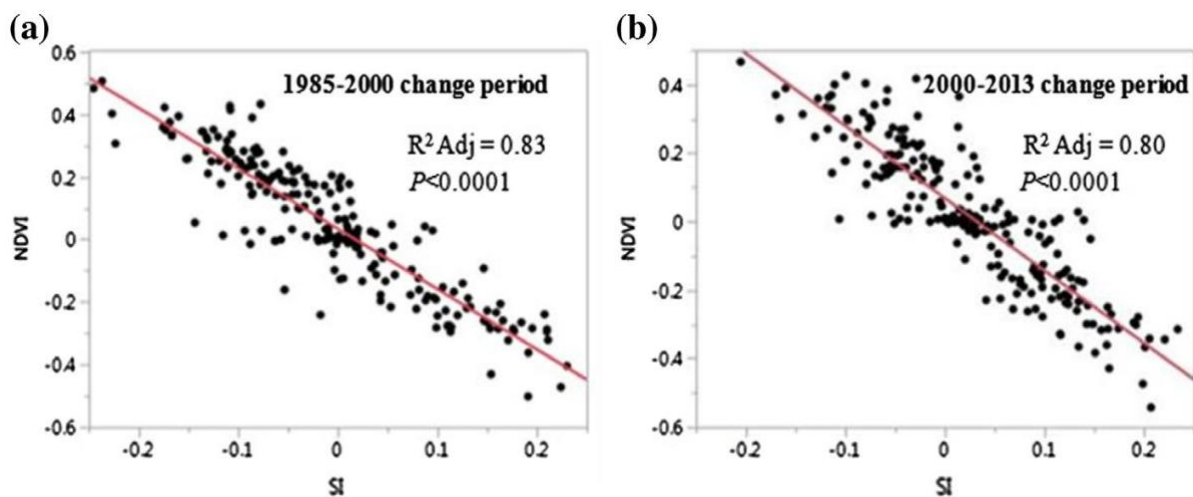 (a)
0.6
0.4
0.2
0
-0.2
-0.4
-0.6
NDVI
1985-2000 change period
R² Adj = 0.83
P<0.0001
-0.2 -0.1 0 0.1 0.2
SI
(b)
0.4
0.2
0
-0.2
-0.4
-0.6
NDVI
2000-2013 change period
R² Adj = 0.80
P<0.0001
-0.2 -0.1 0 0.1 0.2
SI